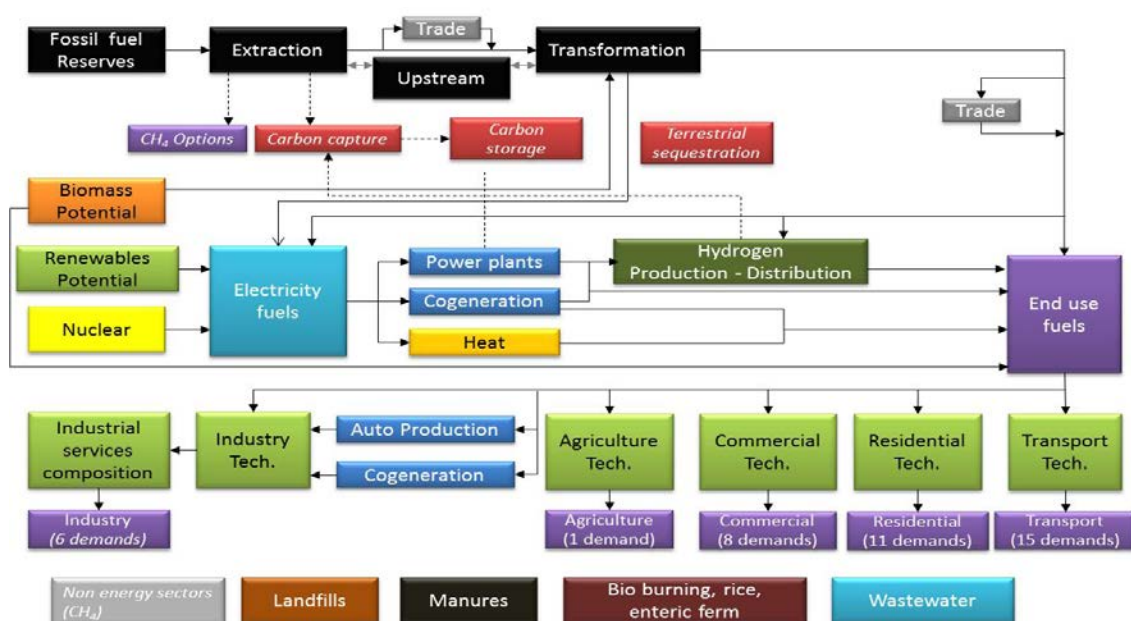 Fossil fuel
Reserves
Extraction
Trade
Transformation
Upstream
Trade
CH₄ Options
Carbon capture
Carbon
storage
Terrestrial
sequestration
Biomass
Potential
Renewables
Potential
Nuclear
Electricity
fuels
Power plants
Cogeneration
Heat
Hydrogen
Production - Distribution
End use
fuels
Industrial
services
composition
Industry
Tech.
Auto Production
Cogeneration
Agriculture
Tech.
Commercial
Tech.
Residential
Tech.
Transport
Tech.
Industry
(6 demands)
Agriculture
(1 demand)
Commercial
(8 demands)
Residential
(11 demands)
Transport
(15 demands)
Non energy sectors
(CH₄)
Landfills
Manures
Bio burning, rice,
enteric ferm
Wastewater